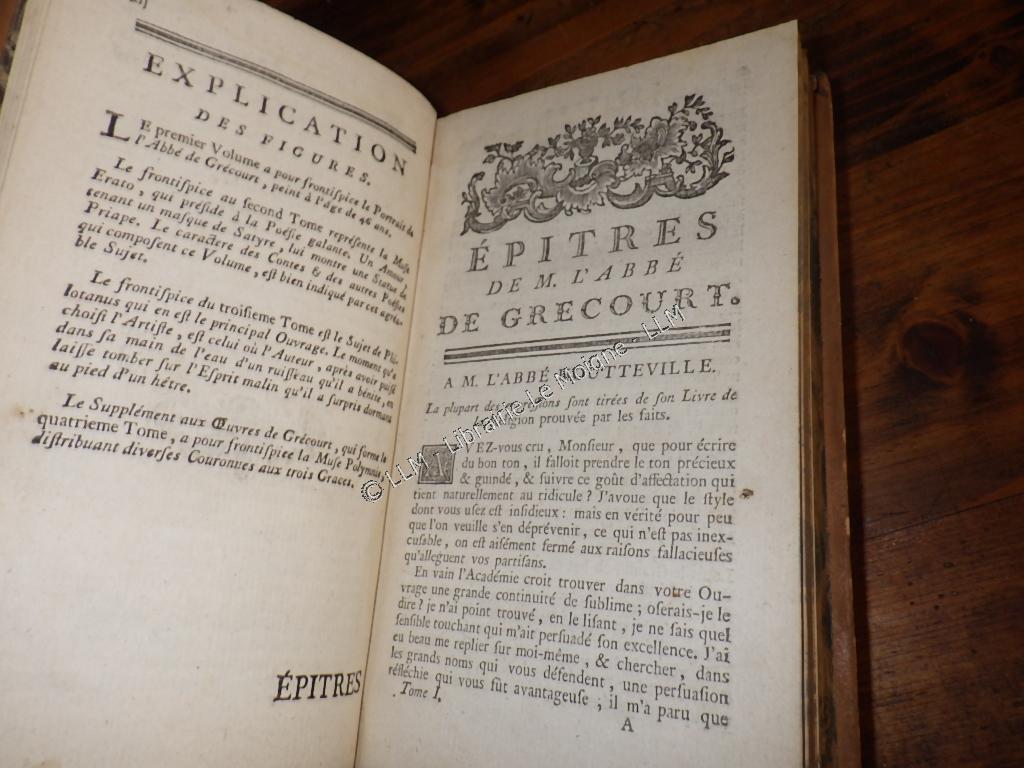 EXPLICATION
DES FIGURES.
LE premier Volume a pour frontiſpice le Portrait de
l'Abbé de Grécourt, peint à l'âge de 46 ans.
Le frontiſpice au second Tome repréſente la Muſe
Erato, qui préſide à la Poéſie galante. Un Amour,
tenant un maſque de Satyre, lui montre une Statue de
Priape. Le caractère des Contes & des autres Poéſies
qui compoſent ce Volume, eſt bien indiqué par cet agréa-
ble Sujet.
Le frontiſpice du troiſieme Tome eſt le Sujet de Phi-
lotanus qui en eſt le principal Ouvrage. Le moment qu'a
choiſi l'Artiſte, eſt celui où l'Auteur, après avoir puiſé
dans ſa main de l'eau d'un ruiſſeau qu'il a bénite, en
laiſſe tomber ſur l'Eſprit malin qu'il a ſurpris dormant
au pied d'un hêtre.
Le Supplément aux Œuvres de Grécourt, qui forme le
quatrieme Tome, a pour frontiſpice la Muſe Polymnie,
diſtribuant diverſes Couronnes aux trois Graces.
ÉPITRES
ÉPITRES
DE M. L'ABBÉ
DE GRECOURT.
A M. L'ABBÉ HOUTTEVILLE.
La plupart des expreſſions ſont tirées de ſon Livre de
la Religion prouvée par les faits.
AVEZ-vous cru, Monſieur, que pour écrire
du bon ton, il falloit prendre le ton précieux
& guindé, & ſuivre ce goût d'affectation qui
tient naturellement au ridicule ? J'avoue que le ſtyle
dont vous uſez eſt inſidieux : mais en vérité pour peu
que l'on veuille s'en déprévenir, ce qui n'eſt pas inex-
cuſable, on eſt aiſément fermé aux raiſons fallacieuſes
qu'alleguent vos partiſans.
En vain l'Académie croit trouver dans votre Ou-
vrage une grande continuité de ſublime ; oſerais-je le
dire ? je n'ai point trouvé, en le liſant, je ne ſais quel
ſenſible touchant qui m'ait perſuadé ſon excellence. J'ai
eu beau me replier ſur moi-même, & chercher, dans
les grands noms qui vous défendent, une perſuaſion
réfléchie qui vous fût avantageuſe ; il m'a paru que
Tome I.
A
© LLM - Librairie Le Moigne - LLM